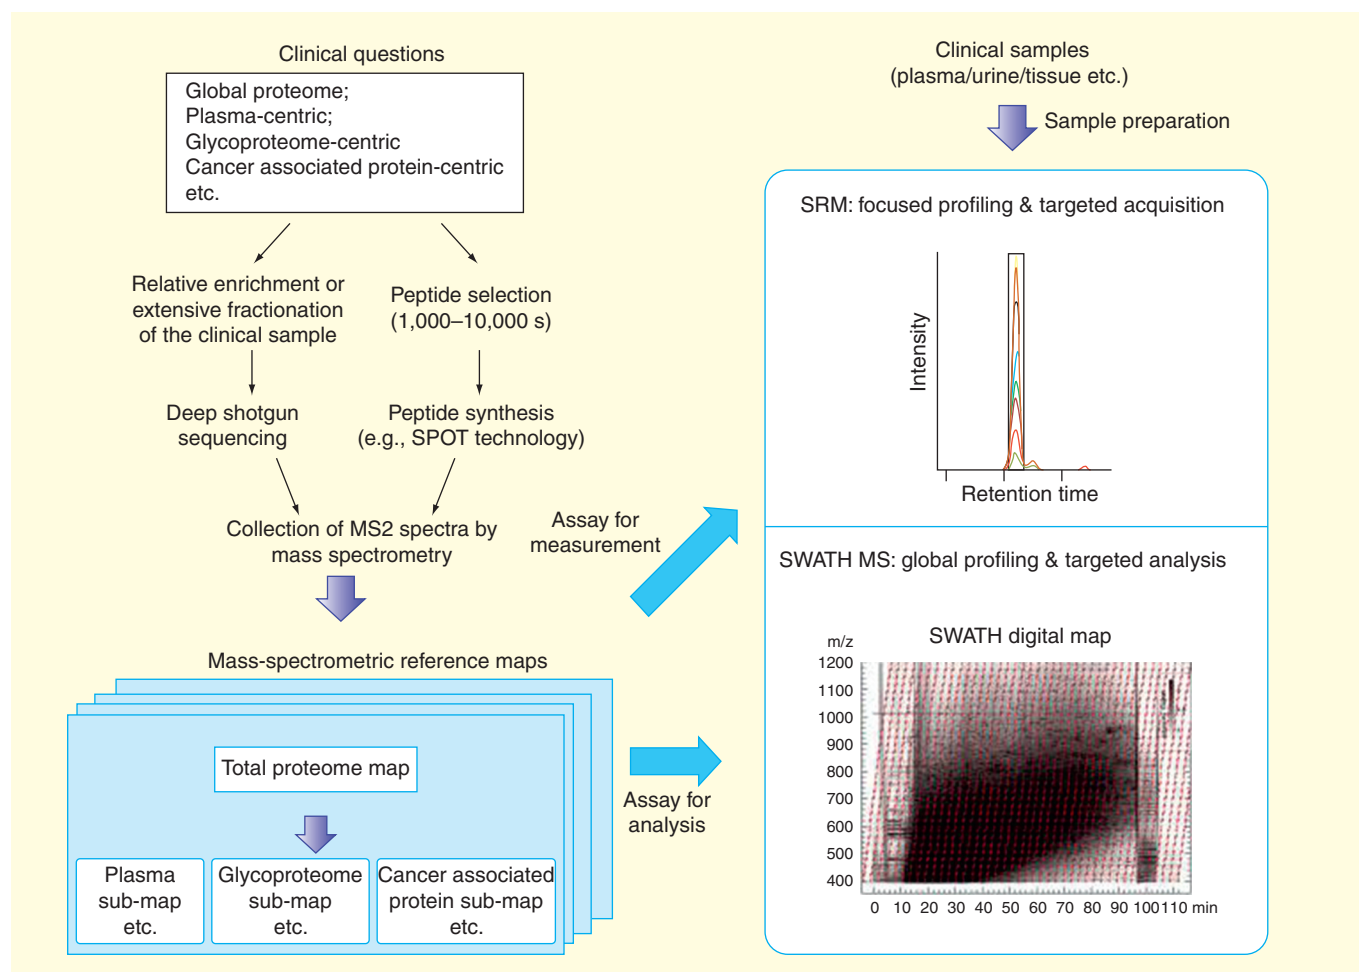 Clinical questions
Global proteome;
Plasma-centric;
Glycoproteome-centric
Cancer associated protein-centric
etc.
Relative enrichment or
extensive fractionation
of the clinical sample
Peptide selection
(1,000–10,000 s)
Deep shotgun
sequencing
Peptide synthesis
(e.g., SPOT technology)
Collection of MS2 spectra by
mass spectrometry
Mass-spectrometric reference maps
Total proteome map
Plasma
sub-map
etc.
Glycoproteome
sub-map
etc.
Cancer associated
protein sub-map
etc.
Assay for
measurement
Assay for
analysis
Clinical samples
(plasma/urine/tissue etc.)
Sample preparation
SRM: focused profiling & targeted acquisition
Intensity
Retention time
SWATH MS: global profiling & targeted analysis
SWATH digital map
m/z
1200
1100
1000
900
800
700
600
500
400
0 10 20 30 40 50 60 70 80 90 100 110 min